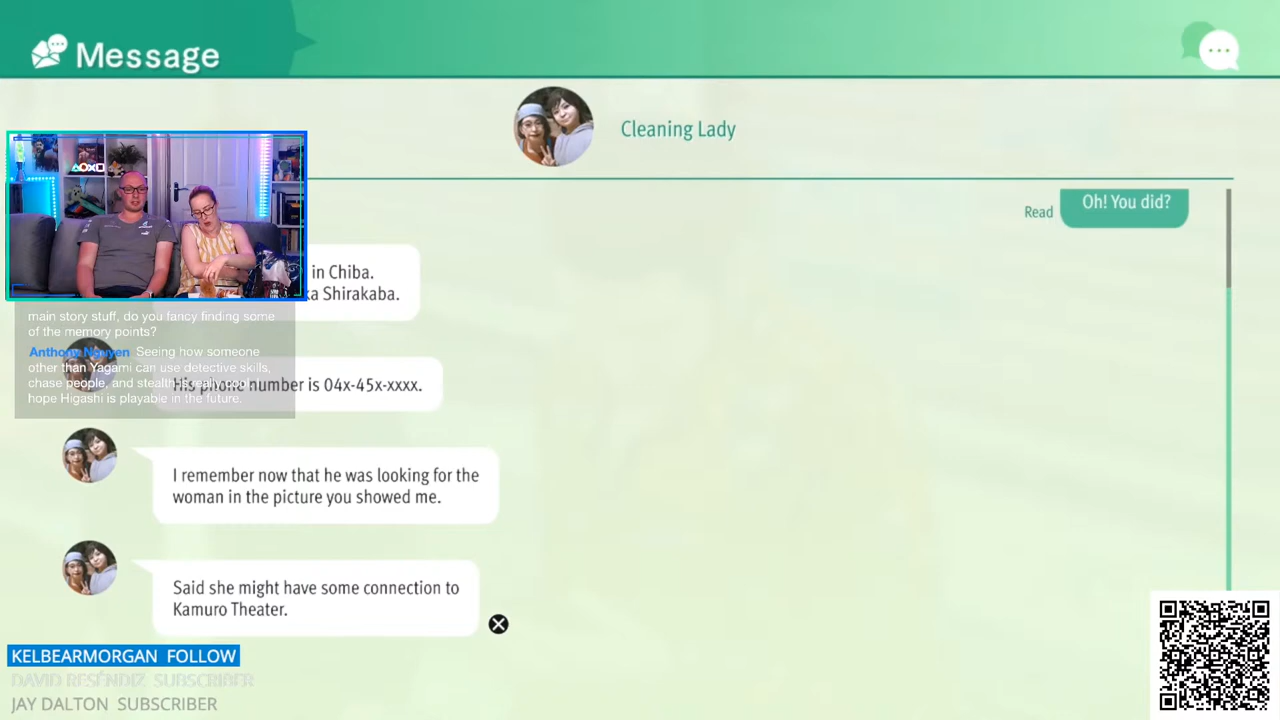 Message
Cleaning Lady
Oh! You did?
Read
in Chiba.
ka Shirakaba.
main story stuff, do you fancy finding some
of the memory points?
Anthony Nguyen Seeing how someone
other than Yagami can use detective skills,
chase people, and stealth is really cool
hope Higashi is playable in the future.
His phone number is 04x-45x-xxxx.
I remember now that he was looking for the
woman in the picture you showed me.
Said she might have some connection to
Kamuro Theater.
KELBEARMORGAN FOLLOW
DAVID RESÉNDIZ SUBSCRIBER
JAY DALTON SUBSCRIBER